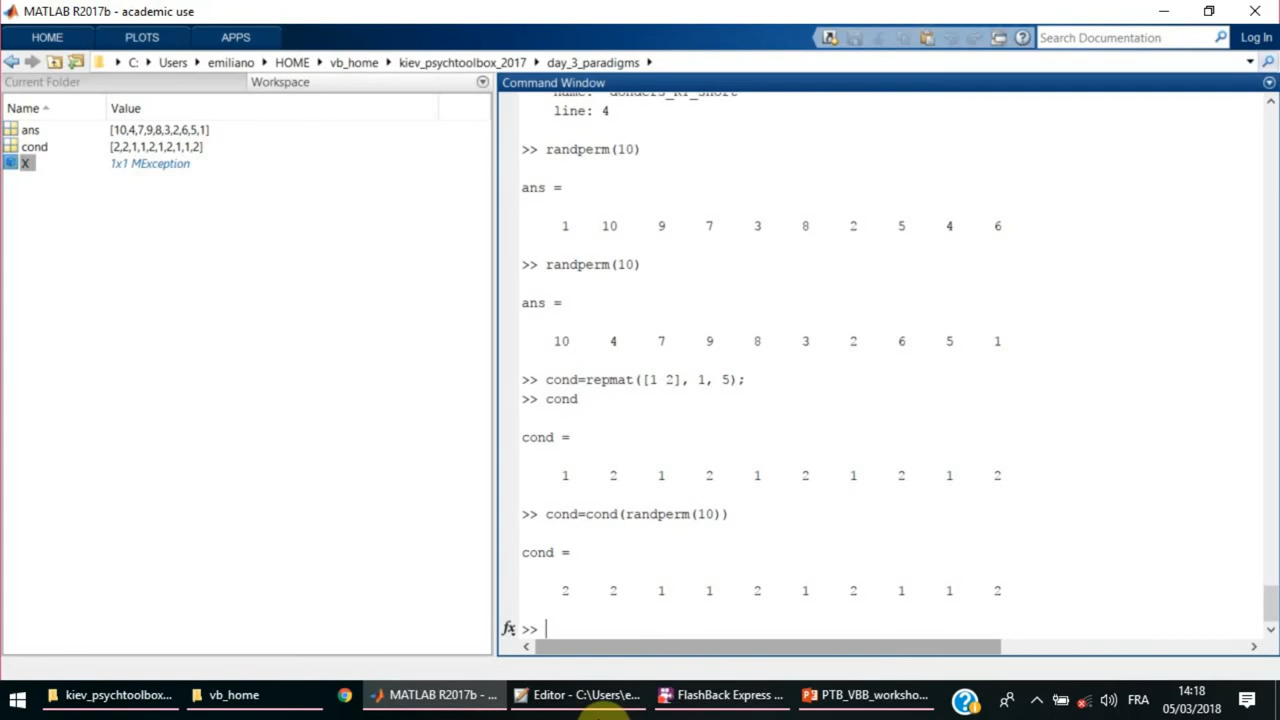 MATLAB R2017b - academic use
HOME PLOTS APPS Search Documentation Log In
C: Users emiliano HOME vb_home kiev_psychtoolbox_2017 day_3_paradigms
Current Folder Workspace Command Window
Name Value
ans [10,4,7,9,8,3,2,6,5,1]
cond [2,2,1,1,2,1,2,1,1,2]
X 1x1 MException
name: 'donders_RT_short'
line: 4
>> randperm(10)
ans =
1 10 9 7 3 8 2 5 4 6
>> randperm(10)
ans =
10 4 7 9 8 3 2 6 5 1
>> cond=repmat([1 2], 1, 5);
>> cond
cond =
1 2 1 2 1 2 1 2 1 2
>> cond=cond(randperm(10))
cond =
2 2 1 1 2 1 2 1 1 2
fx >>
kiev_psychtoolbox... vb_home MATLAB R2017b - ... Editor - C:\Users\e... FlashBack Express ... PTB_VBB_worksho... FRA 14:18
05/03/2018